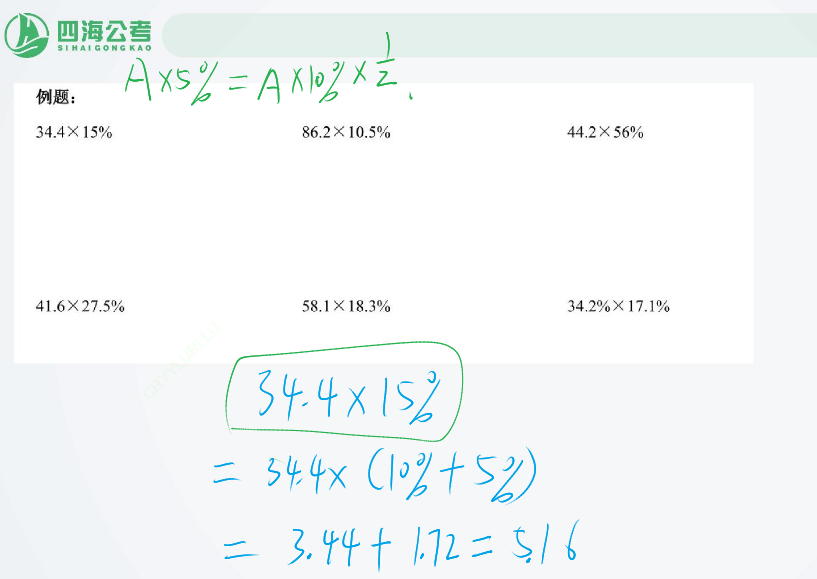 四海公考
SIHAIGONGKAO
A×5%=A×10%×1/2.
例题：
34.4×15% 86.2×10.5% 44.2×56%
41.6×27.5% 58.1×18.3% 34.2%×17.1%
34.4×15%
= 34.4×(10%+5%)
= 3.44+1.72=5.16